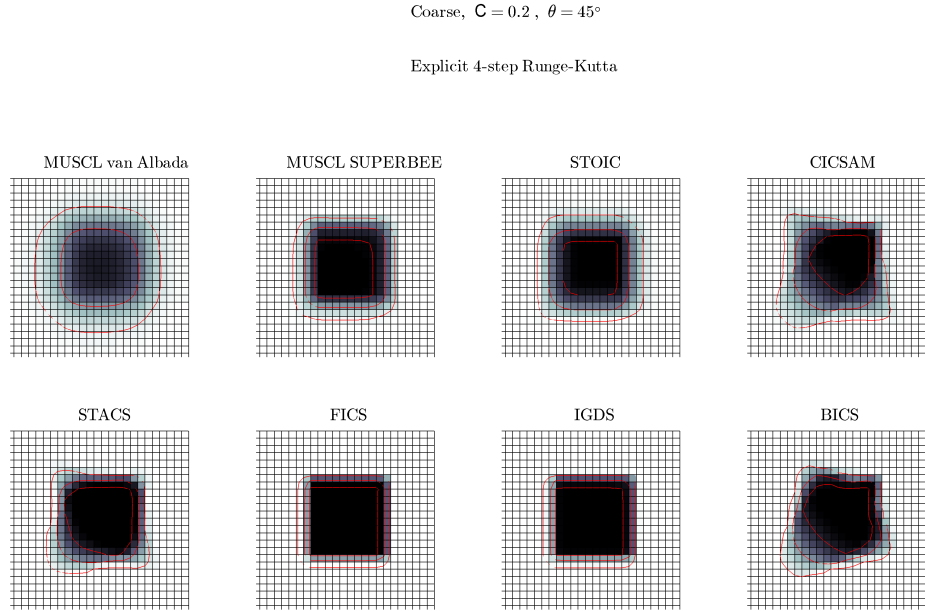 Coarse, C = 0.2 , θ = 45°
Explicit 4-step Runge-Kutta
MUSCL van Albada
MUSCL SUPERBEE
STOIC
CICSAM
STACS
FICS
IGDS
BICS